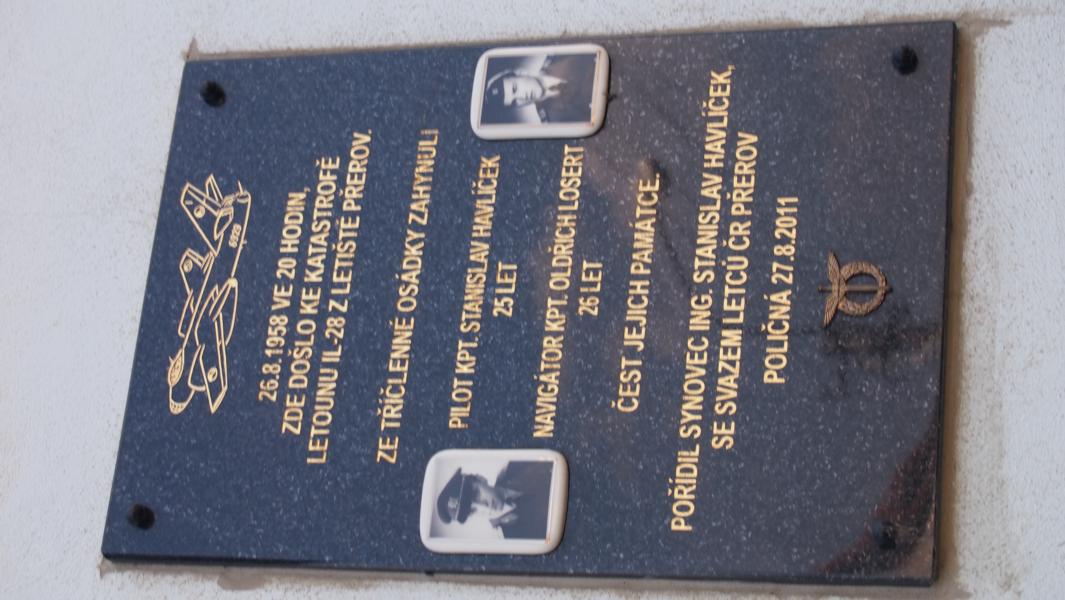 26.8.1958 VE 20 HODIN,
ZDE DOŠLO KE KATASTROFĚ
LETOUNU IL-28 Z LETIŠTĚ PŘEROV.
ZE TŘÍČLENNÉ OSÁDKY ZAHYNULI
PILOT KPT. STANISLAV HAVLÍČEK
25 LET
NAVIGÁTOR KPT. OLDŘICH LOSERT
26 LET
ČEST JEJICH PAMÁTCE.
POŘÍDIL SYNOVEC ING. STANISLAV HAVLÍČEK,
SE SVAZEM LETCŮ ČR PŘEROV
POLIČNÁ 27.8.2011